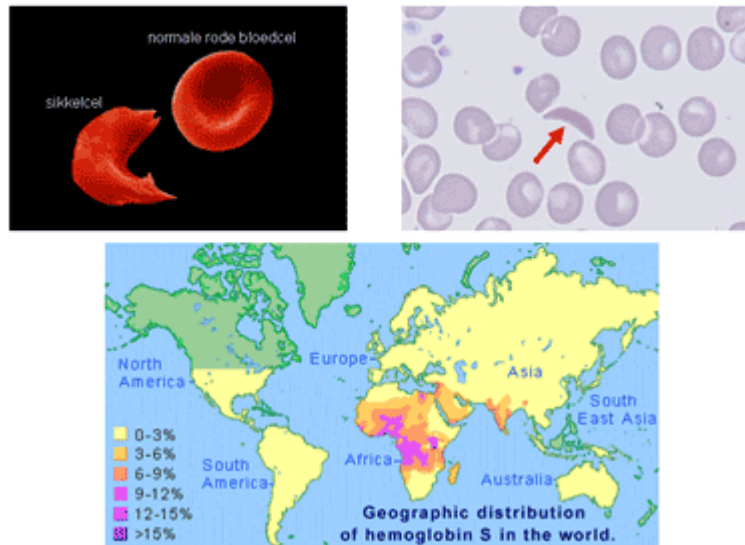 normale rode bloedcel
sikkelcel
North
America
Europe
Asia
South
East Asia
South
America
Africa
Australia
0-3%
3-6%
6-9%
9-12%
12-15%
>15%
Geographic distribution
of hemoglobin S in the world.